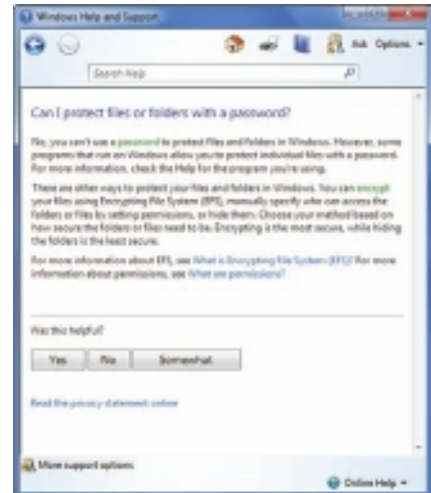 Windows Help and Support
Ask Options
Search Help
Can I protect files or folders with a password?
No, you can't use a password to protect files and folders in Windows. However, some
programs that run on Windows allow you to protect individual files with a password.
For more information, check the Help for the program you're using.
There are other ways to protect your files and folders in Windows. You can encrypt
your files using Encrypting File System (EFS), manually specify who can access the
folders or files by setting permissions, or hide them. Choose your method based on
how secure the folders or files need to be. Encrypting is the most secure, while hiding
the folders is the least secure.
For more information about EFS, see What is Encrypting File System (EFS)? For more
information about permissions, see What are permissions?
Was this helpful?
Yes No Somewhat
Read the privacy statement online
More support options
Online Help